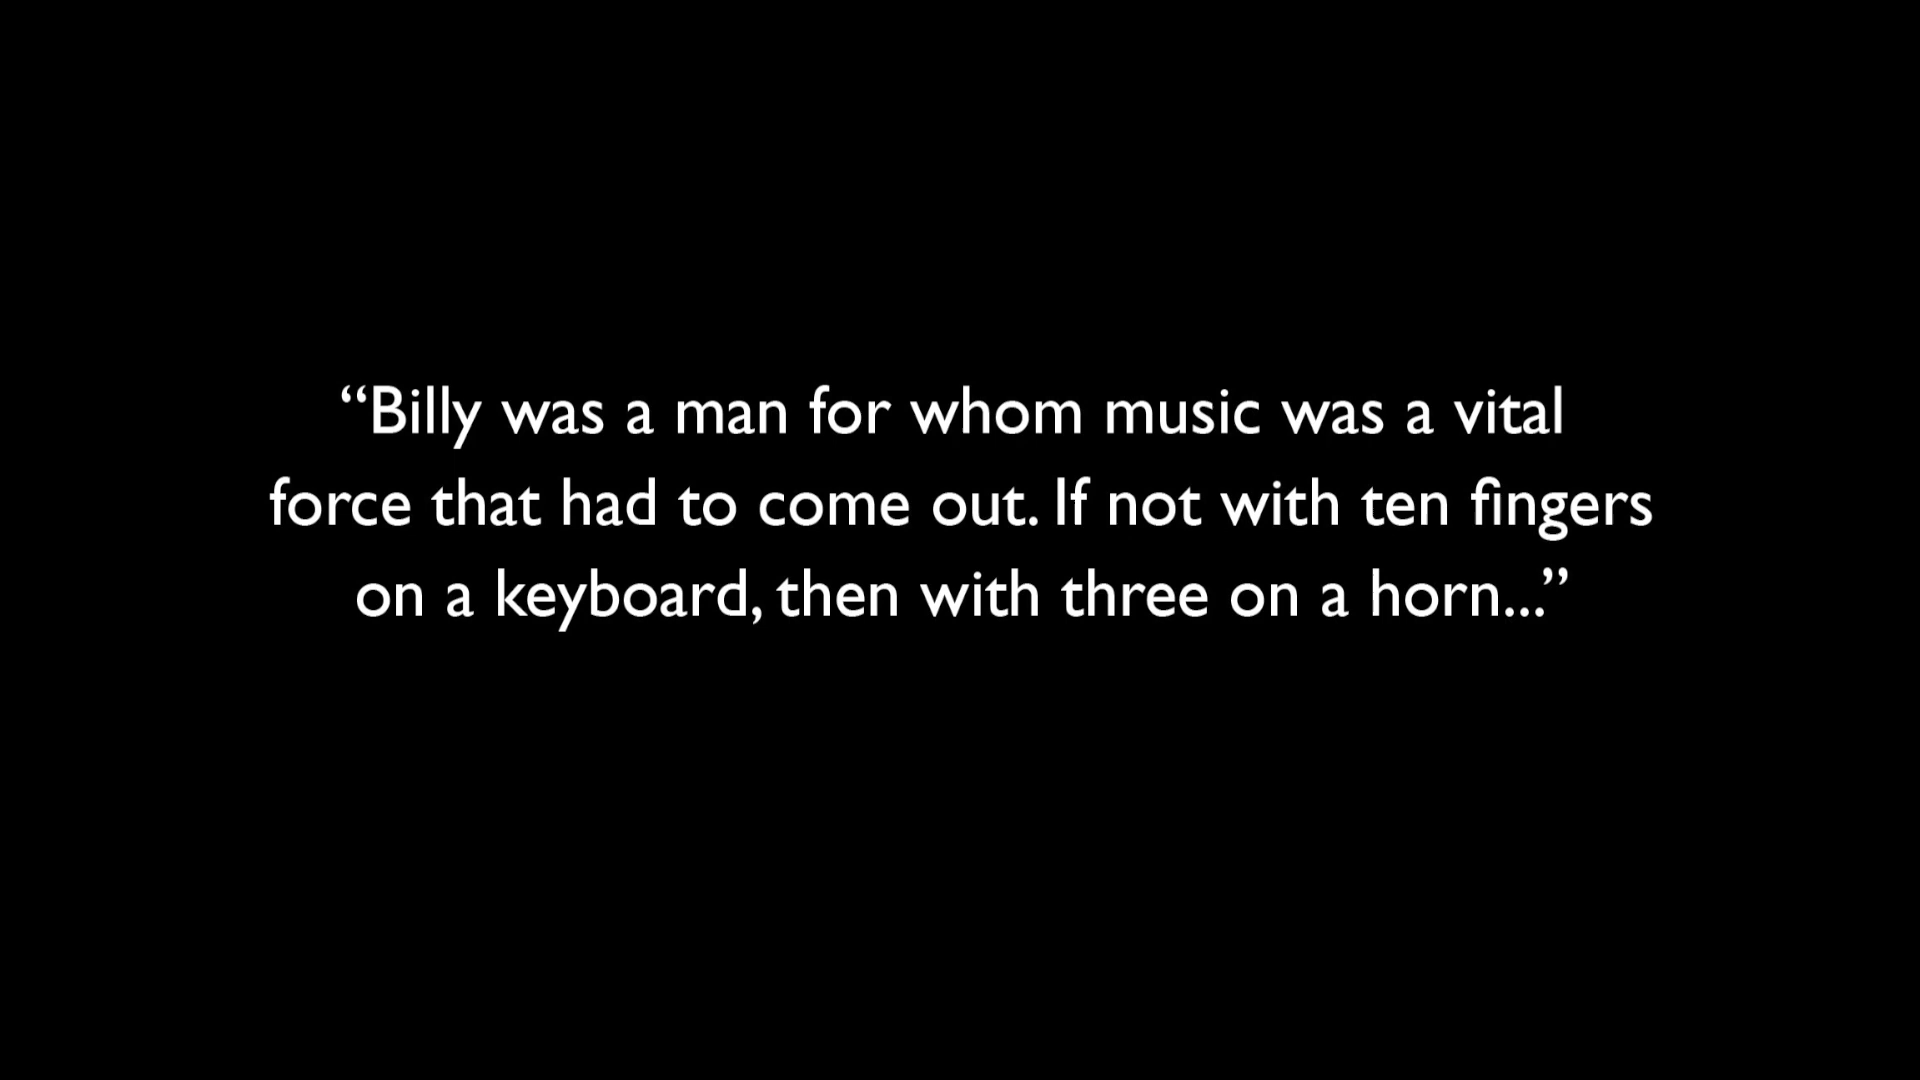 “Billy was a man for whom music was a vital
force that had to come out. If not with ten fingers
on a keyboard, then with three on a horn...”